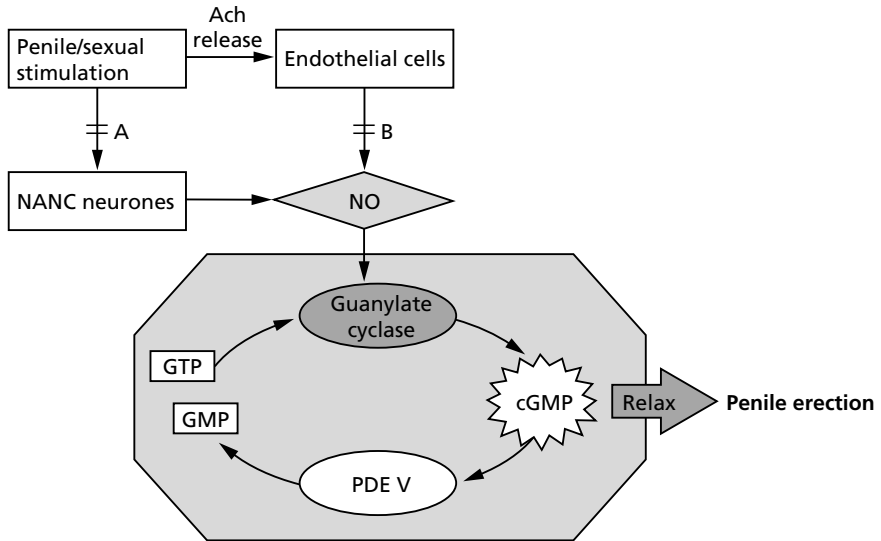 Ach
release
Penile/sexual
stimulation
Endothelial cells
A
B
NANC neurones
NO
Guanylate
cyclase
GTP
cGMP
Relax
Penile erection
GMP
PDE V